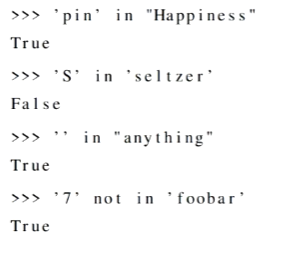 >>> 'pin' in "Happiness"
True
>>> 'S' in 'seltzer'
False
>>> '' in "anything"
True
>>> '7' not in 'foobar'
True